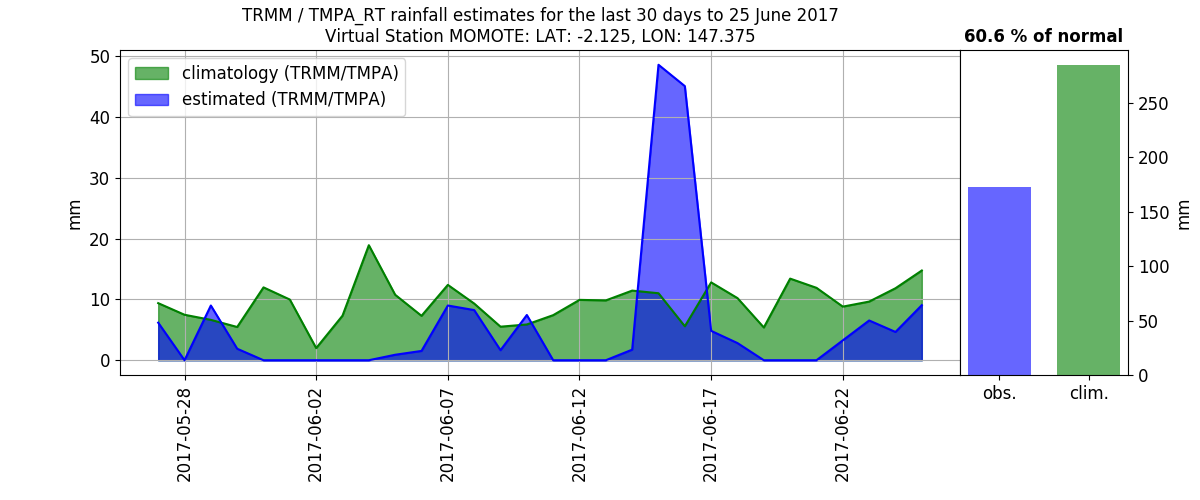 TRMM / TMPA_RT rainfall estimates for the last 30 days to 25 June 2017
Virtual Station MOMOTE: LAT: -2.125, LON: 147.375
60.6 % of normal
climatology (TRMM/TMPA)
estimated (TRMM/TMPA)
50
40
30
20
10
0
mm
2017-05-28
2017-06-02
2017-06-07
2017-06-12
2017-06-17
2017-06-22
250
200
150
100
50
0
mm
obs.
clim.